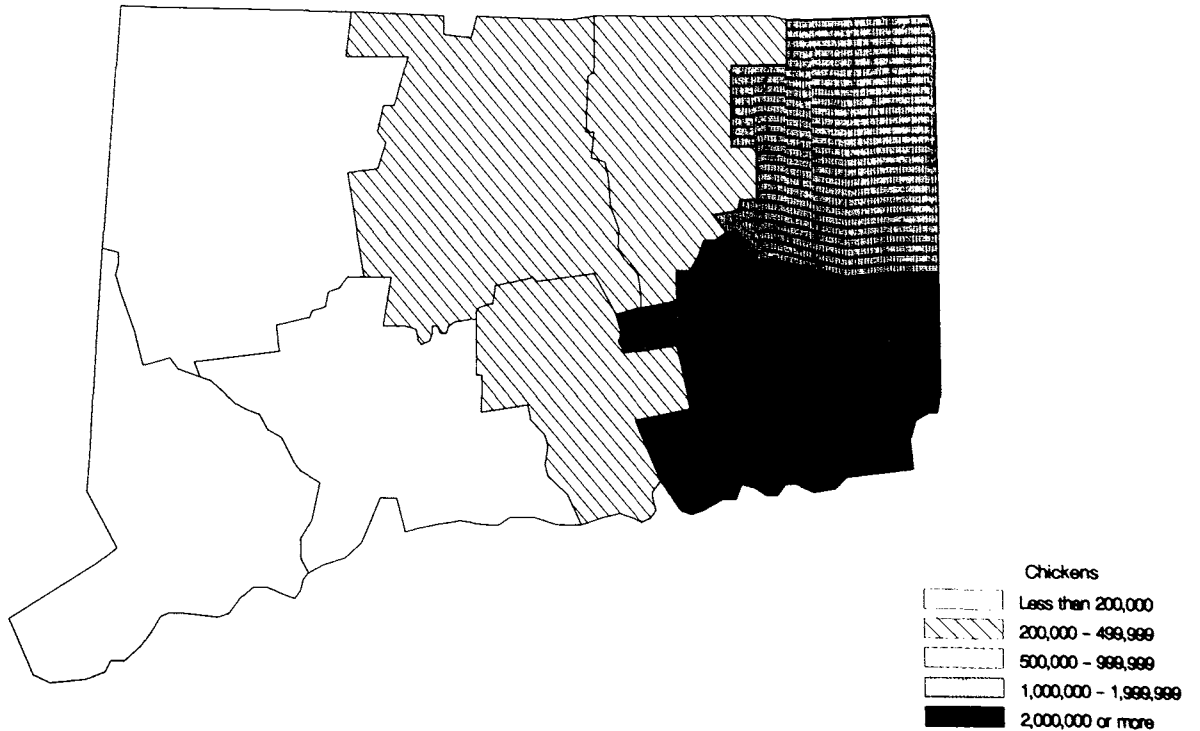 Chickens
Less than 200,000
200,000 - 499,999
500,000 - 999,999
1,000,000 - 1,999,999
2,000,000 or more